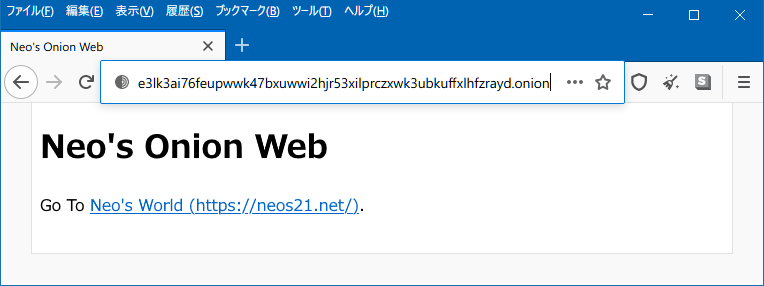 ファイル(F) 編集(E) 表示(V) 履歴(S) ブックマーク(B) ツール(T) ヘルプ(H)
Neo's Onion Web
e3lk3ai76feupwwk47bxuwwi2hjr53xilprczxwk3ubkuffxlhfzrayd.onion
Neo's Onion Web
Go To Neo's World (https://neos21.net/).